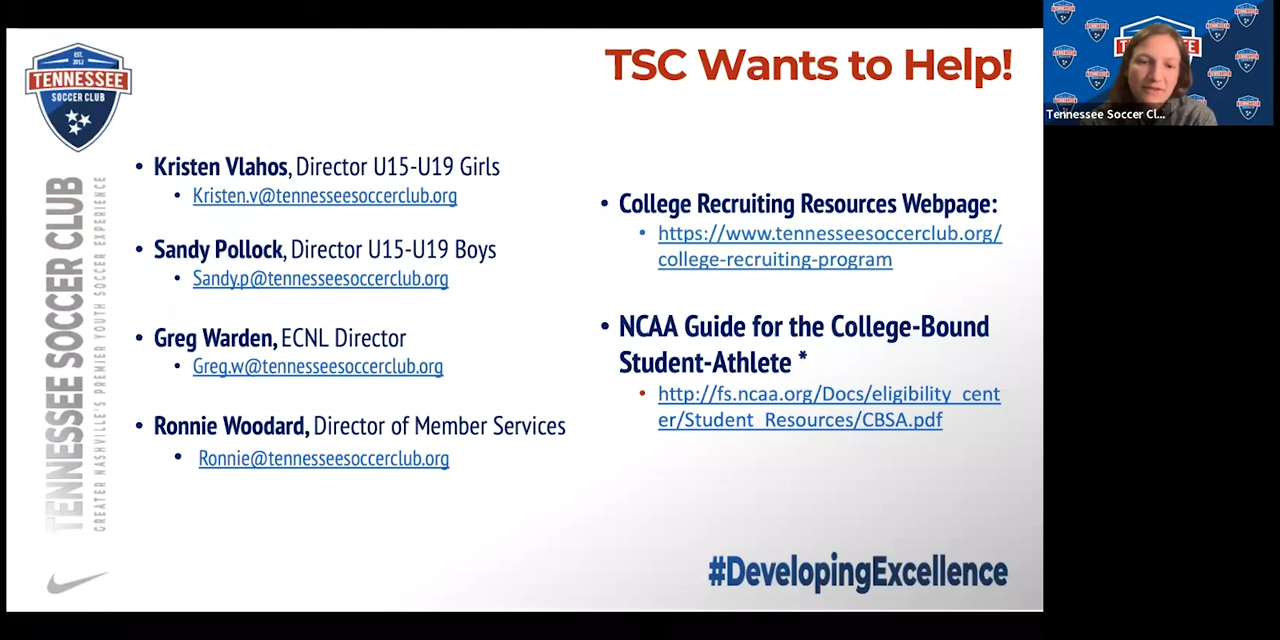 EST.
2012
TENNESSEE
SOCCER CLUB
TENNESSEE SOCCER CLUB
GREATER NASHVILLE'S PREMIER YOUTH SOCCER EXPERIENCE
TSC Wants to Help!
• Kristen Vlahos, Director U15-U19 Girls
• Kristen.v@tennesseesoccerclub.org
• Sandy Pollock, Director U15-U19 Boys
• Sandy.p@tennesseesoccerclub.org
• Greg Warden, ECNL Director
• Greg.w@tennesseesoccerclub.org
• Ronnie Woodard, Director of Member Services
• Ronnie@tennesseesoccerclub.org
• College Recruiting Resources Webpage:
• https://www.tennesseesoccerclub.org/
college-recruiting-program
• NCAA Guide for the College-Bound
Student-Athlete *
• http://fs.ncaa.org/Docs/eligibility_cent
er/Student_Resources/CBSA.pdf
#DevelopingExcellence
Tennessee Soccer Cl...